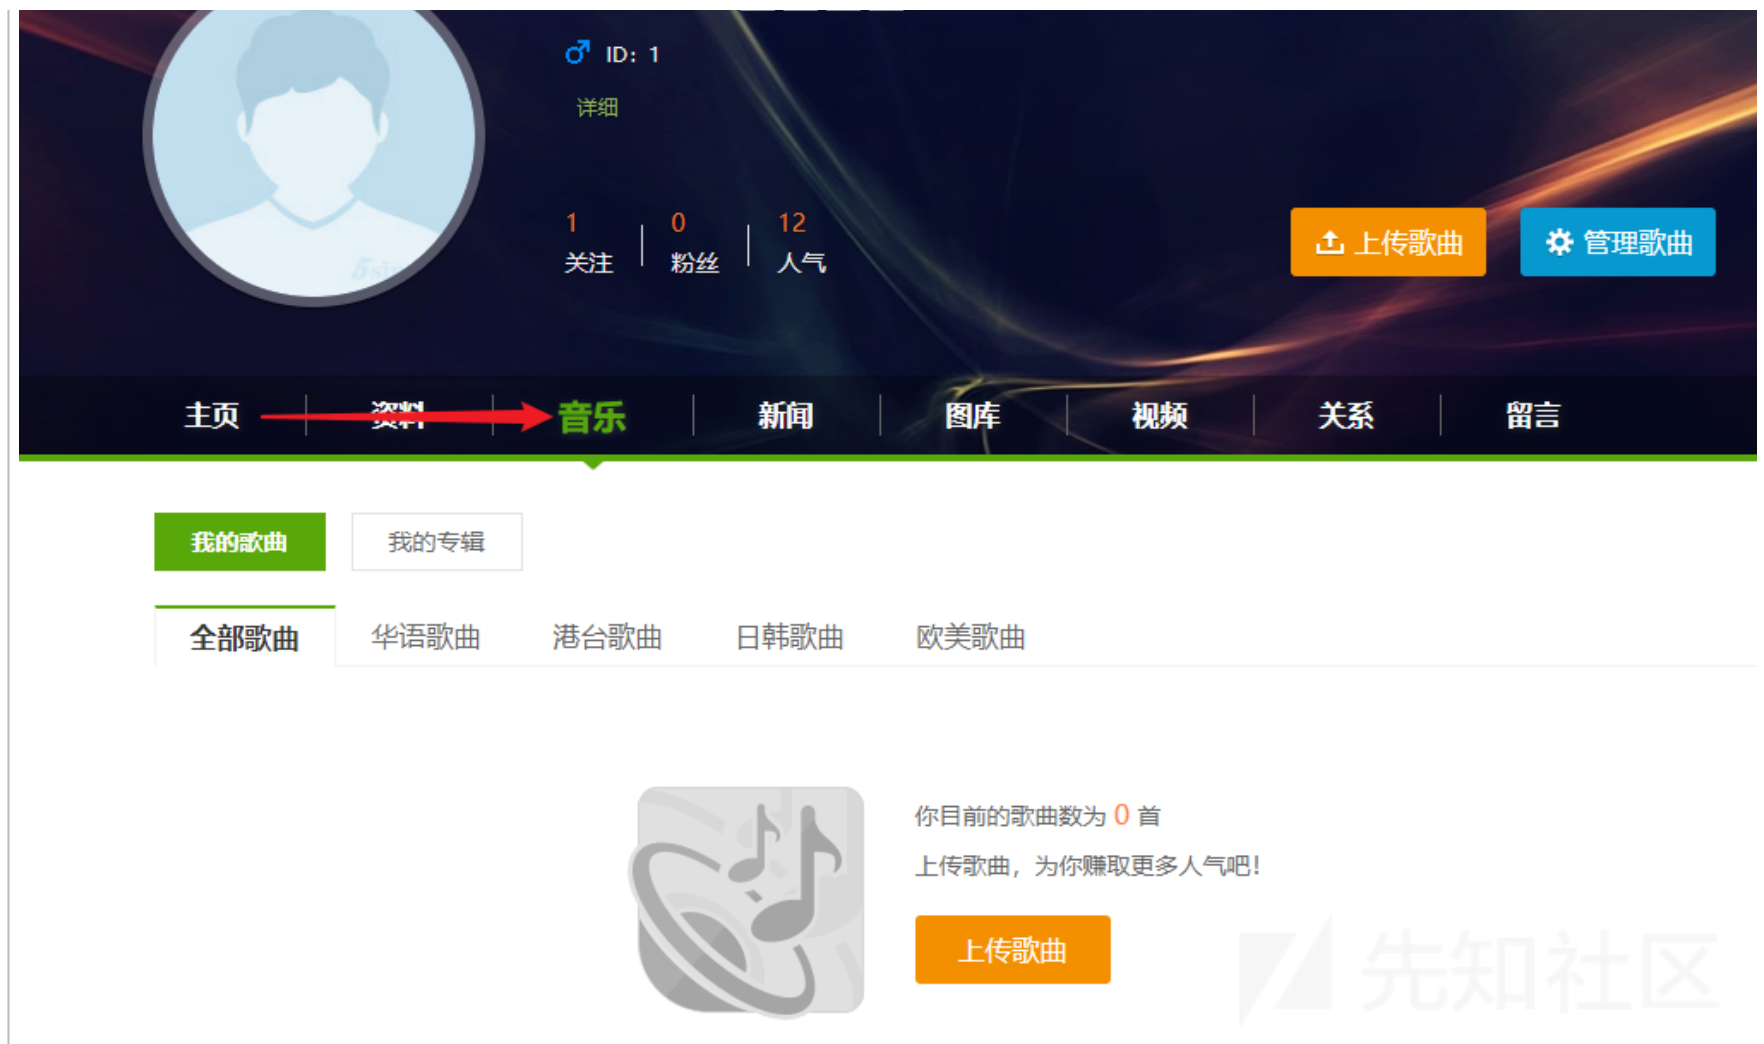 ID: 1
详细
1 0 12
关注 粉丝 人气
上传歌曲 管理歌曲
主页 资料 音乐 新闻 图库 视频 关系 留言
我的歌曲 我的专辑
全部歌曲 华语歌曲 港台歌曲 日韩歌曲 欧美歌曲
你目前的歌曲数为 0 首
上传歌曲，为你赚取更多人气吧！
上传歌曲
先知社区